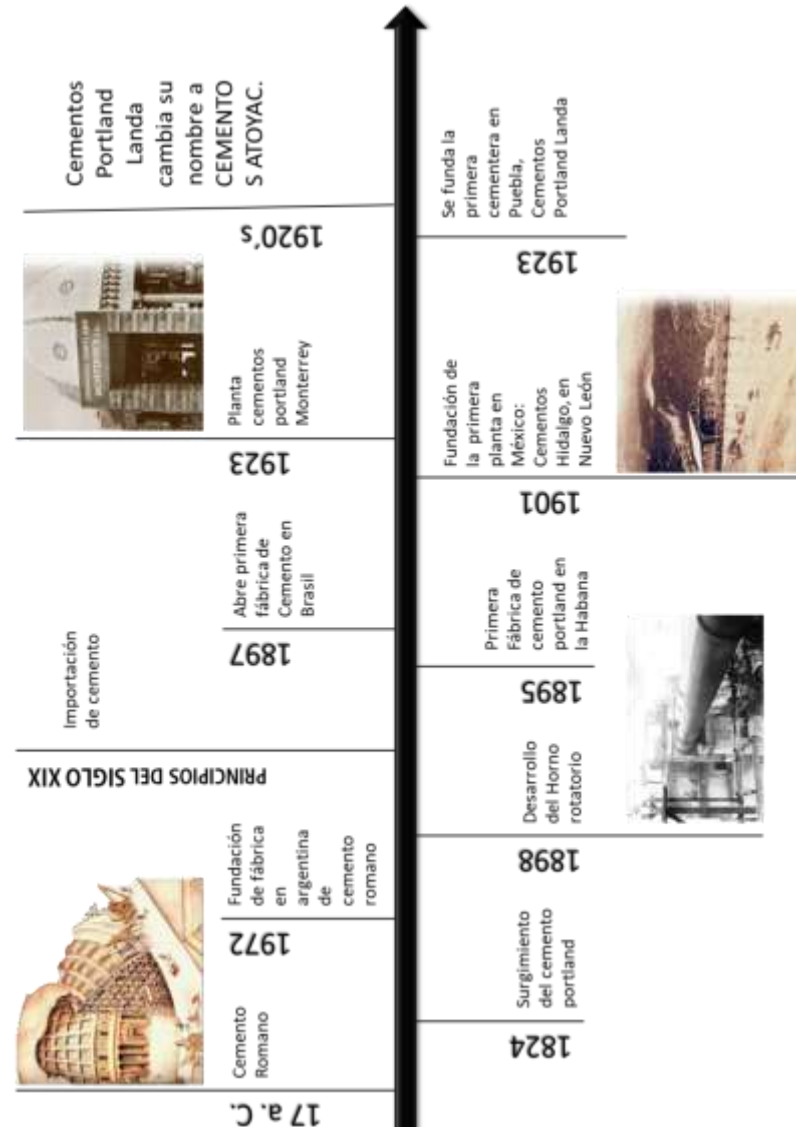 Cementos
Portland
Landa
cambia su
nombre a
CEMENTO
S ATOYAC.
1920's
Planta
cementos
portland
Monterrey
1923
Abre primera
fábrica de
Cemento en
Brasil
1897
Importación
de cemento
PRINCIPIOS DEL SIGLO XIX
Fundación
de fábrica
en
argentina
de
cemento
romano
1972
Cemento
Romano
17 a. C.
Se funda la
primera
cementera en
Puebla,
Cementos
Portland Landa
1923
Fundación de
la primera
planta en
México:
Cementos
Hidalgo, en
Nuevo León
1901
Primera
Fábrica de
cemento
portland en
la Habana
1895
Desarrollo
del Horno
rotatorio
1898
Surgimiento
del cemento
portland
1824